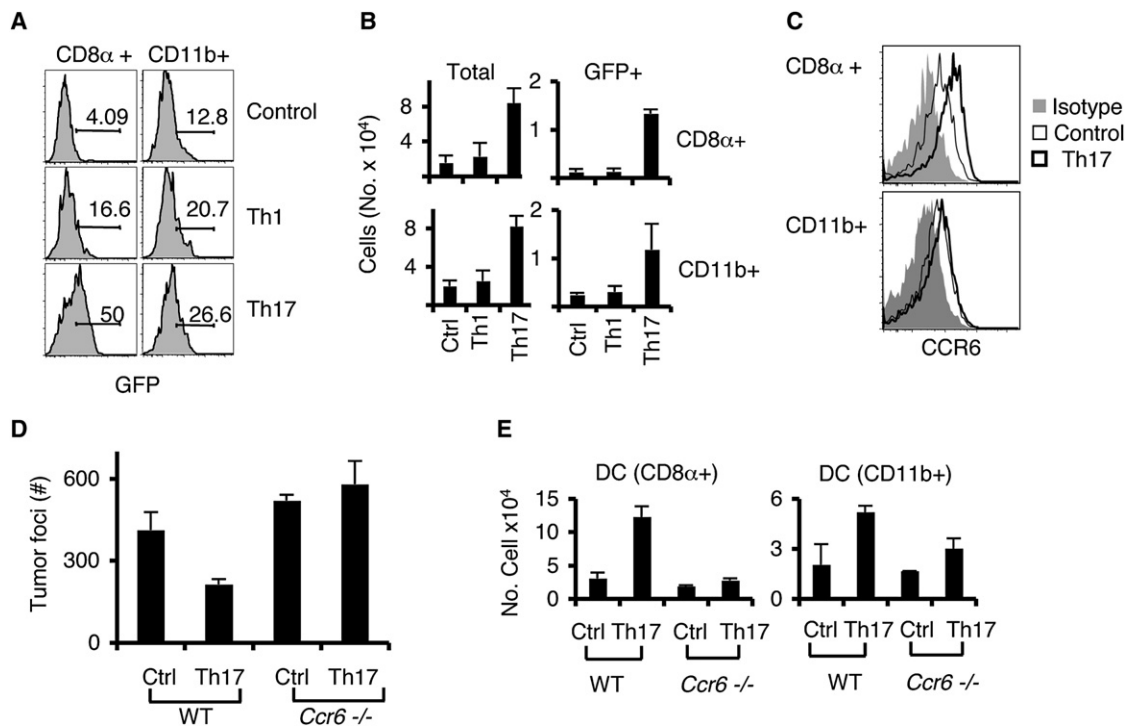 A
CD8α + CD11b+
4.09 12.8 Control
16.6 20.7 Th1
50 26.6 Th17
GFP
B
Total GFP+
Cells (No. x 10⁴)
8
4
2
1
0
CD8α+
8
4
2
1
0
CD11b+
Ctrl Th1 Th17 Ctrl Th1 Th17
C
CD8α +
CD11b+
CCR6
Isotype
Control
Th17
D
Tumor foci (#)
600
300
0
Ctrl Th17 Ctrl Th17
WT Ccr6 -/-
E
DC (CD8α+) DC (CD11b+)
No. Cell x10⁴
15
10
5
0
6
3
0
Ctrl Th17 Ctrl Th17 Ctrl Th17 Ctrl Th17
WT Ccr6 -/- WT Ccr6 -/-